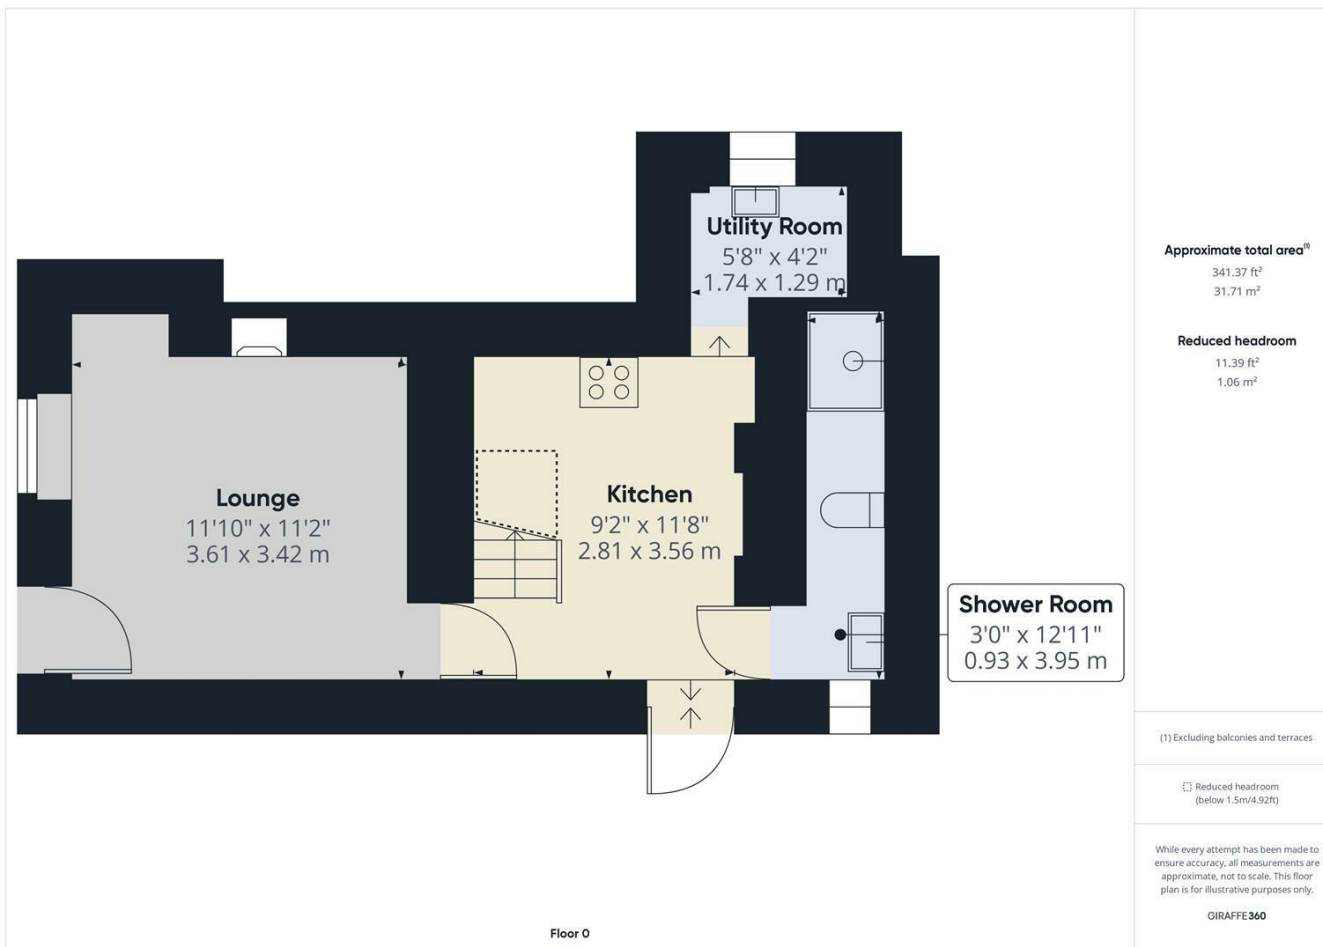 Utility Room
5'8" x 4'2"
1.74 x 1.29 m
Lounge
11'10" x 11'2"
3.61 x 3.42 m
Kitchen
9'2" x 11'8"
2.81 x 3.56 m
Shower Room
3'0" x 12'11"
0.93 x 3.95 m
Floor 0
Approximate total area(1)
341.37 ft²
31.71 m²
Reduced headroom
11.39 ft²
1.06 m²
(1) Excluding balconies and terraces
Reduced headroom
(below 1.5m/4.92ft)
While every attempt has been made to
ensure accuracy, all measurements are
approximate, not to scale. This floor
plan is for illustrative purposes only.
GIRAFFE360